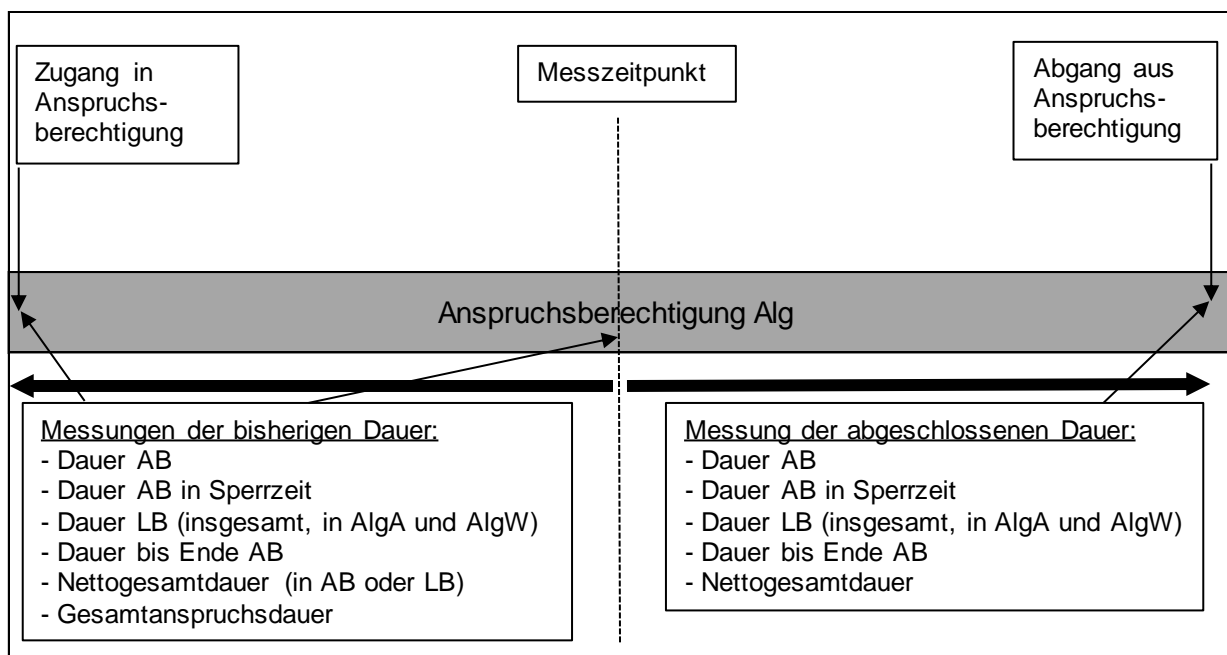 Zugang in
Anspruchs-
berechtigung
Messzeitpunkt
Abgang aus
Anspruchs-
berechtigung
Anspruchsberechtigung Alg
Messungen der bisherigen Dauer:
- Dauer AB
- Dauer AB in Sperrzeit
- Dauer LB (insgesamt, in AlgA und AlgW)
- Dauer bis Ende AB
- Nettogesamtdauer (in AB oder LB)
- Gesamtanspruchsdauer
Messung der abgeschlossenen Dauer:
- Dauer AB
- Dauer AB in Sperrzeit
- Dauer LB (insgesamt, in AlgA und AlgW)
- Dauer bis Ende AB
- Nettogesamtdauer